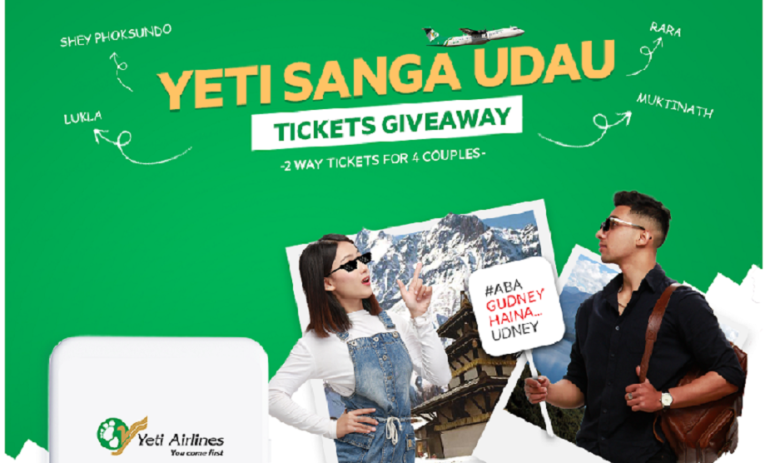 SHEY PHOKSUNDO
RARA
YETI SANGA UDAU
LUKLA
MUKTINATH
TICKETS GIVEAWAY
-2 WAY TICKETS FOR 4 COUPLES-
#ABA
GUDNEY
HAINA...
UDNEY
Yeti Airlines
You come first